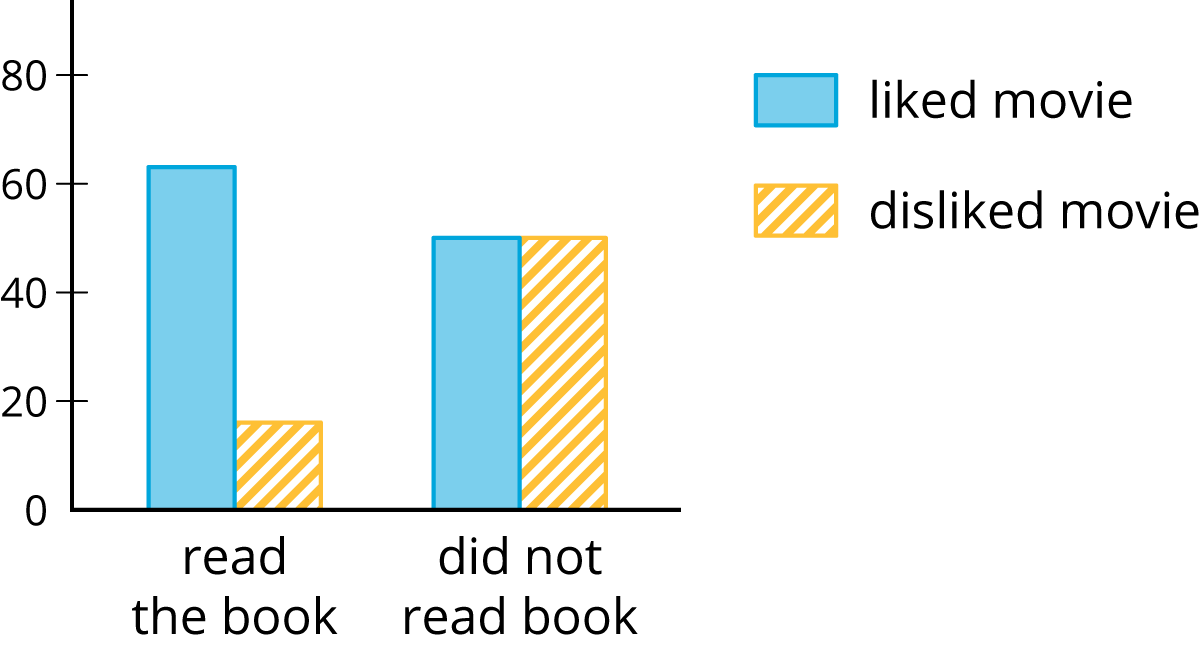 80
60
40
20
0
read
the book
did not
read book
liked movie
disliked movie